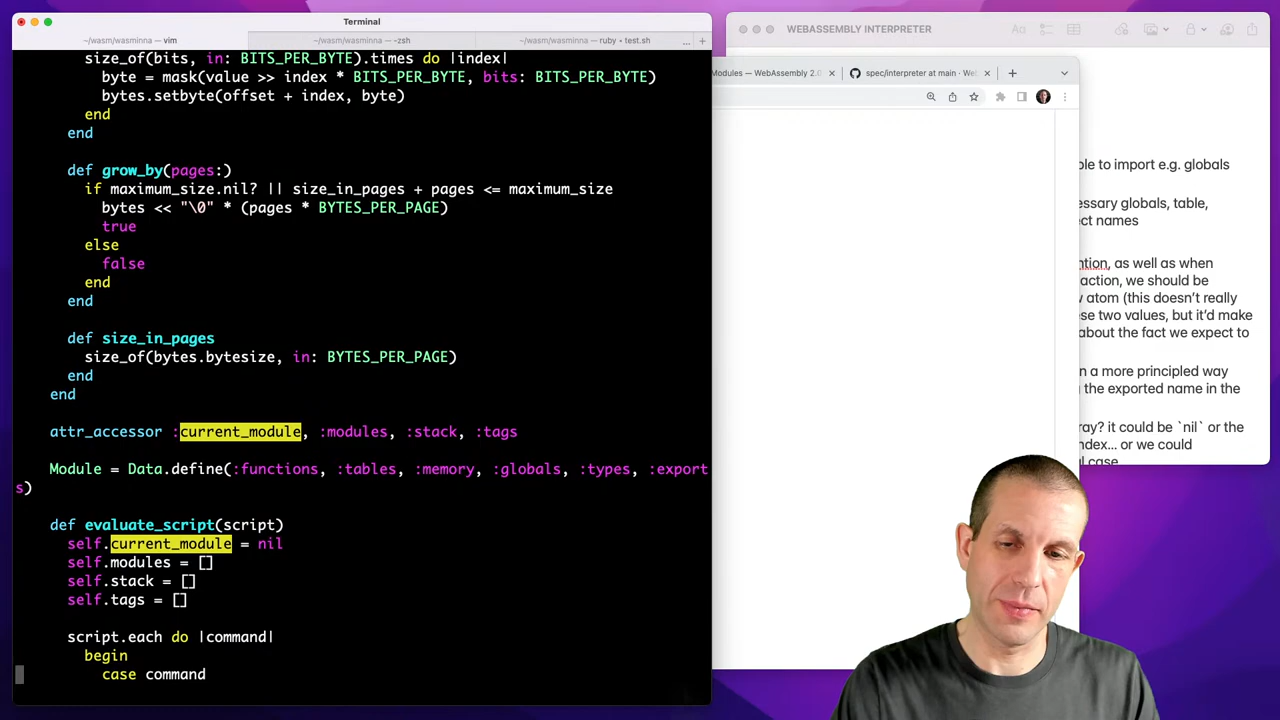 Terminal
~/wasm/wasminna — vim
~/wasm/wasminna — -zsh
~/wasm/wasminna — ruby • test.sh
size_of(bits, in: BITS_PER_BYTE).times do |index|
byte = mask(value >> index * BITS_PER_BYTE, bits: BITS_PER_BYTE)
bytes.setbyte(offset + index, byte)
end
end
def grow_by(pages:)
if maximum_size.nil? || size_in_pages + pages <= maximum_size
bytes << "\0" * (pages * BYTES_PER_PAGE)
true
else
false
end
end
def size_in_pages
size_of(bytes.bytesize, in: BYTES_PER_PAGE)
end
end
attr_accessor :current_module, :modules, :stack, :tags
Module = Data.define(:functions, :tables, :memory, :globals, :types, :export
s)
def evaluate_script(script)
self.current_module = nil
self.modules = []
self.stack = []
self.tags = []
script.each do |command|
begin
case command
WEBASSEMBLY INTERPRETER
Modules — WebAssembly 2.0
spec/interpreter at main · Web
ble to import e.g. globals
essary globals, table,
ect names
ntion, as well as when
action, we should be
w atom (this doesn't really
se two values, but it'd make
about the fact we expect to
n a more principled way
g the exported name in the
ray? it could be `nil` or the
ndex... or we could
al case